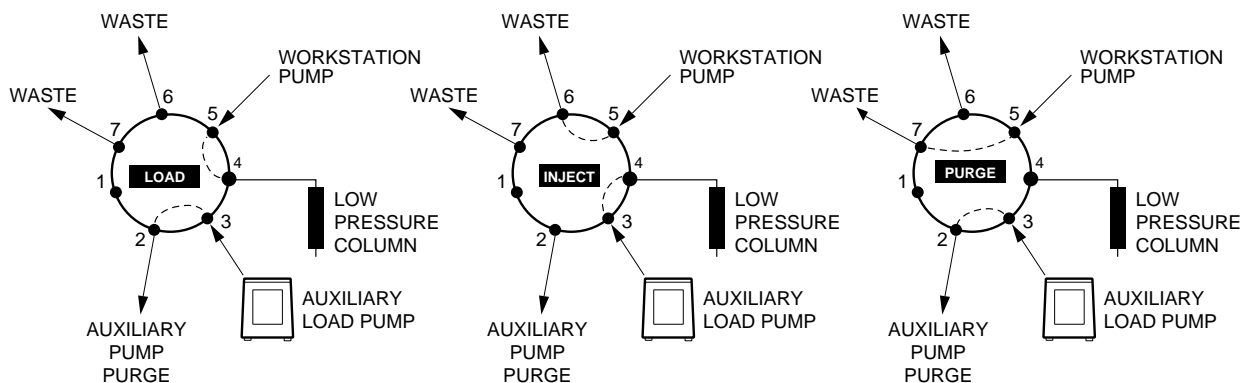 WASTE
WORKSTATION
PUMP
WASTE
6
5
7
4
LOAD
1
LOW
PRESSURE
COLUMN
2
3
AUXILIARY
LOAD PUMP
AUXILIARY
PUMP
PURGE
WASTE
WORKSTATION
PUMP
WASTE
6
5
7
4
INJECT
1
LOW
PRESSURE
COLUMN
2
3
AUXILIARY
LOAD PUMP
AUXILIARY
PUMP
PURGE
WASTE
WORKSTATION
PUMP
WASTE
6
5
7
4
PURGE
1
LOW
PRESSURE
COLUMN
2
3
AUXILIARY
LOAD PUMP
AUXILIARY
PUMP
PURGE